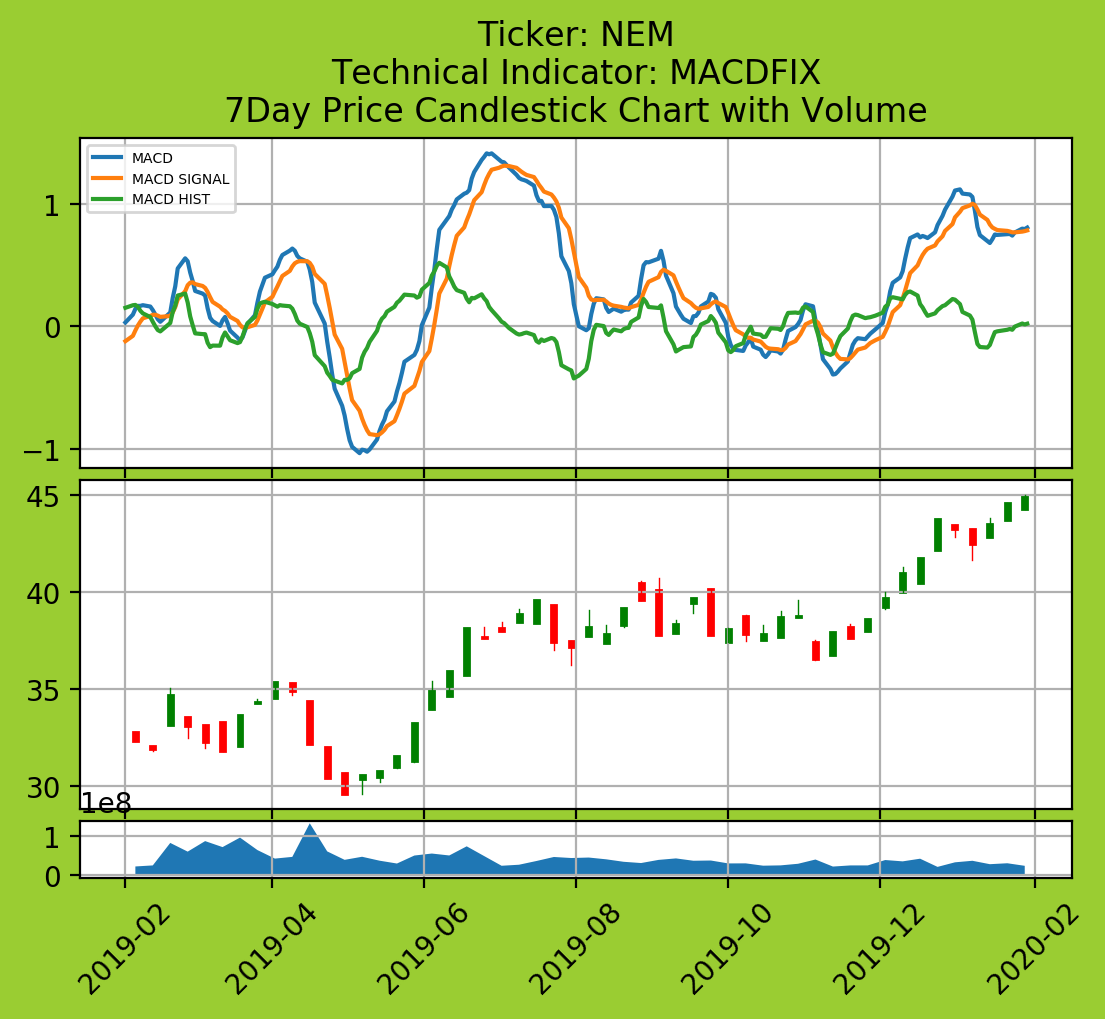 Ticker: NEM
Technical Indicator: MACDFIX
7Day Price Candlestick Chart with Volume
MACD
MACD SIGNAL
MACD HIST
1
0
−1
45
40
35
30
1e8
1
0
2019-02
2019-04
2019-06
2019-08
2019-10
2019-12
2020-02